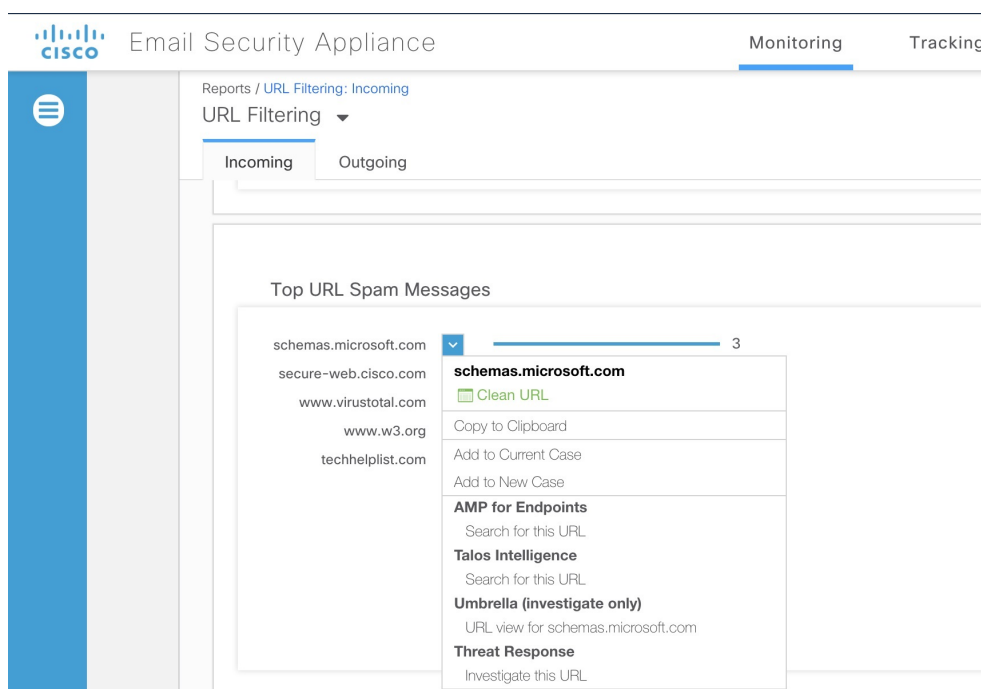 CISCO Email Security Appliance Monitoring Tracking
Reports / URL Filtering: Incoming
URL Filtering
Incoming Outgoing
Top URL Spam Messages
schemas.microsoft.com 3
secure-web.cisco.com
www.virustotal.com
www.w3.org
techhelplist.com
schemas.microsoft.com
Clean URL
Copy to Clipboard
Add to Current Case
Add to New Case
AMP for Endpoints
Search for this URL
Talos Intelligence
Search for this URL
Umbrella (investigate only)
URL view for schemas.microsoft.com
Threat Response
Investigate this URL